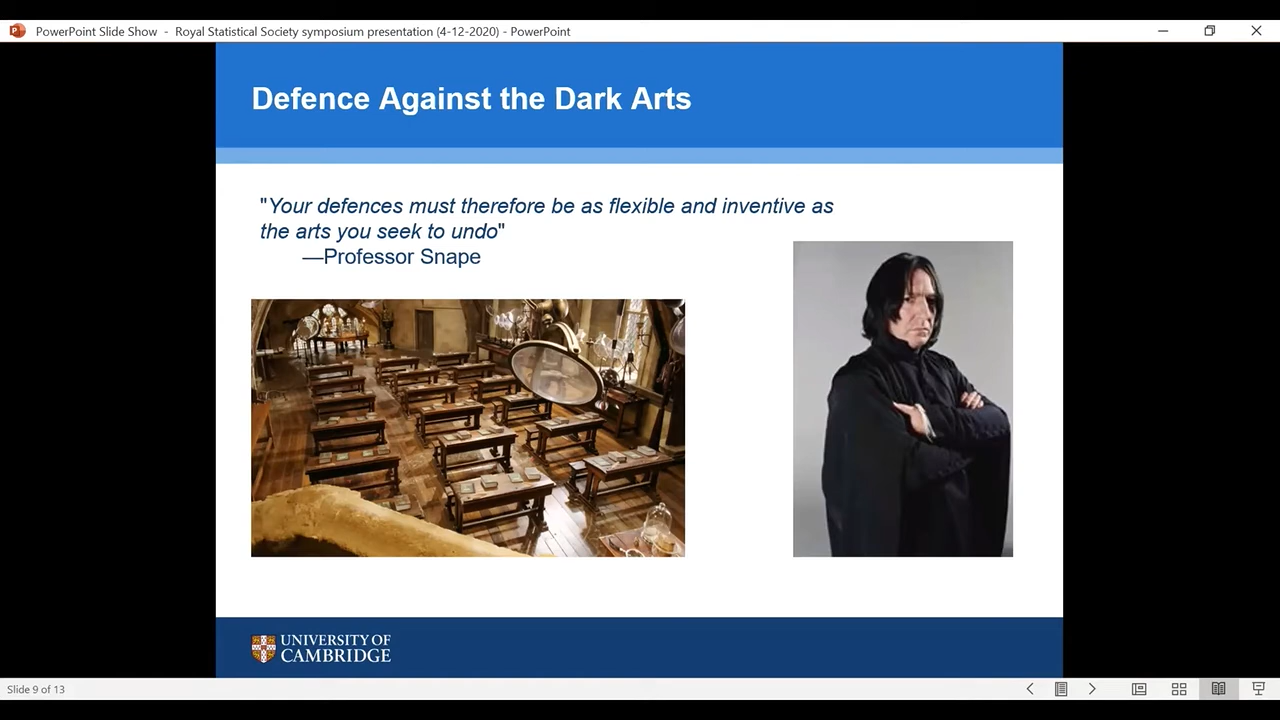 PowerPoint Slide Show - Royal Statistical Society symposium presentation (4-12-2020) - PowerPoint
Defence Against the Dark Arts
"Your defences must therefore be as flexible and inventive as
the arts you seek to undo"
—Professor Snape
UNIVERSITY OF
CAMBRIDGE
Slide 9 of 13